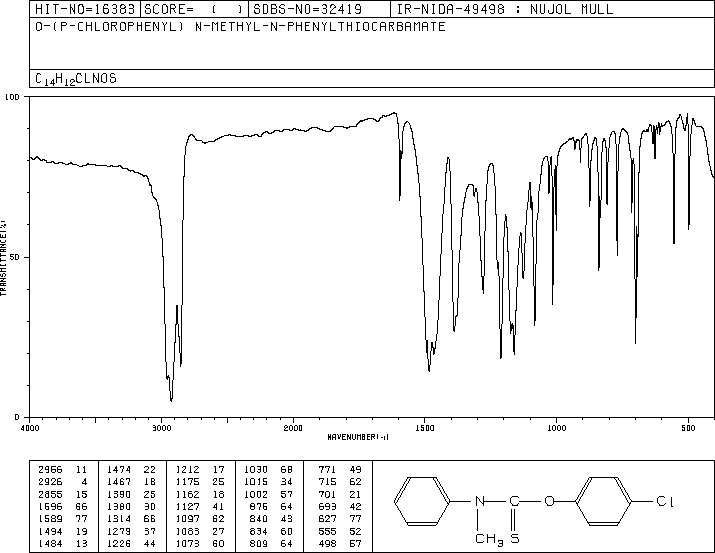 HIT-NO=16383 SCORE= ( ) SDBS-NO=32419 IR-NIDA-49498 : NUJOL MULL
O-(P-CHLOROPHENYL) N-METHYL-N-PHENYLTHIOCARBAMATE
C14H12CLNOS
100
50
0
TRANSMITTANCE(%)
4000 3000 2000 1500 1000 500
WAVENUMBER(-1)
2956 11 1474 22 1212 17 1030 68 771 49
2926 4 1467 18 1175 25 1015 34 715 62
2855 15 1390 25 1162 18 1002 57 701 21
1596 66 1380 30 1127 41 876 64 699 42
1589 77 1314 66 1097 62 840 43 627 77
1494 19 1279 37 1083 27 834 60 555 52
1484 13 1226 44 1073 60 809 64 498 57
N C O Cl
CH3 S